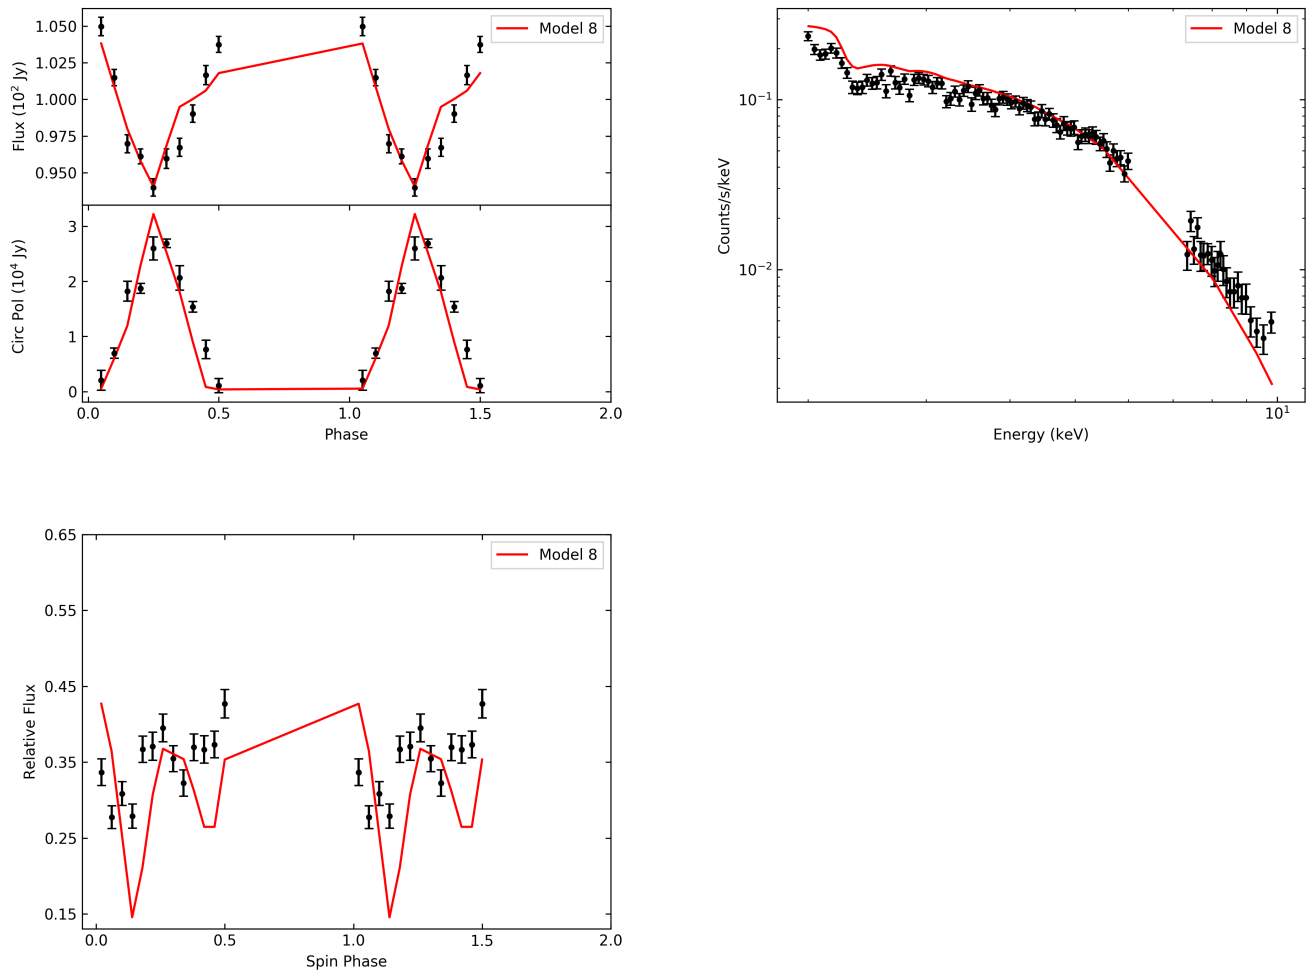 Flux (10² Jy)
1.050
1.025
1.000
0.975
0.950
Model 8
Circ Pol (10⁴ Jy)
3
2
1
0
0.0
0.5
1.0
1.5
2.0
Phase
Counts/s/keV
10⁻¹
10⁻²
Model 8
10¹
Energy (keV)
Relative Flux
0.65
0.55
0.45
0.35
0.25
0.15
Model 8
0.0
0.5
1.0
1.5
2.0
Spin Phase